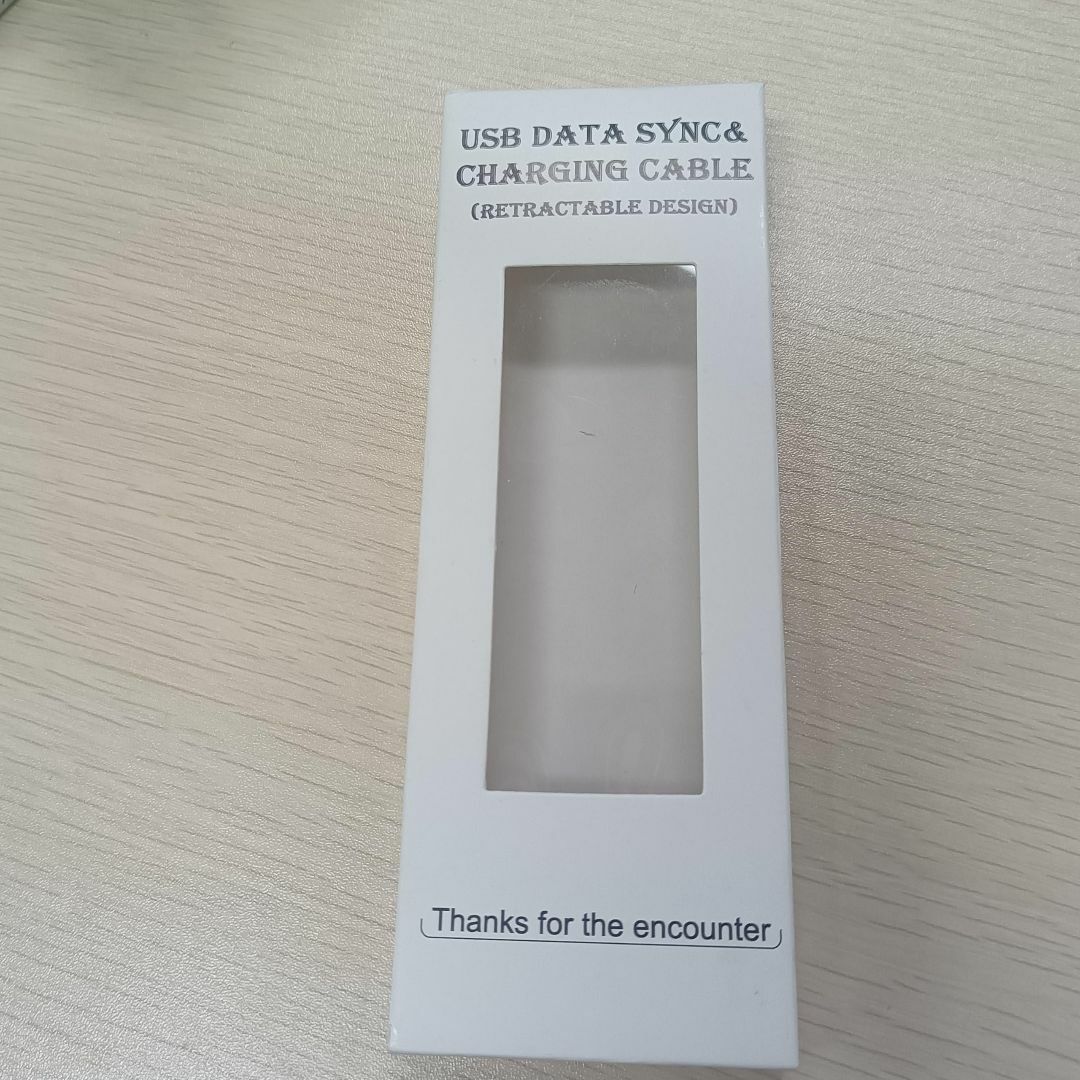 USB DATA SYNC&
CHARGING CABLE
(RETRACTABLE DESIGN)
Thanks for the encounter